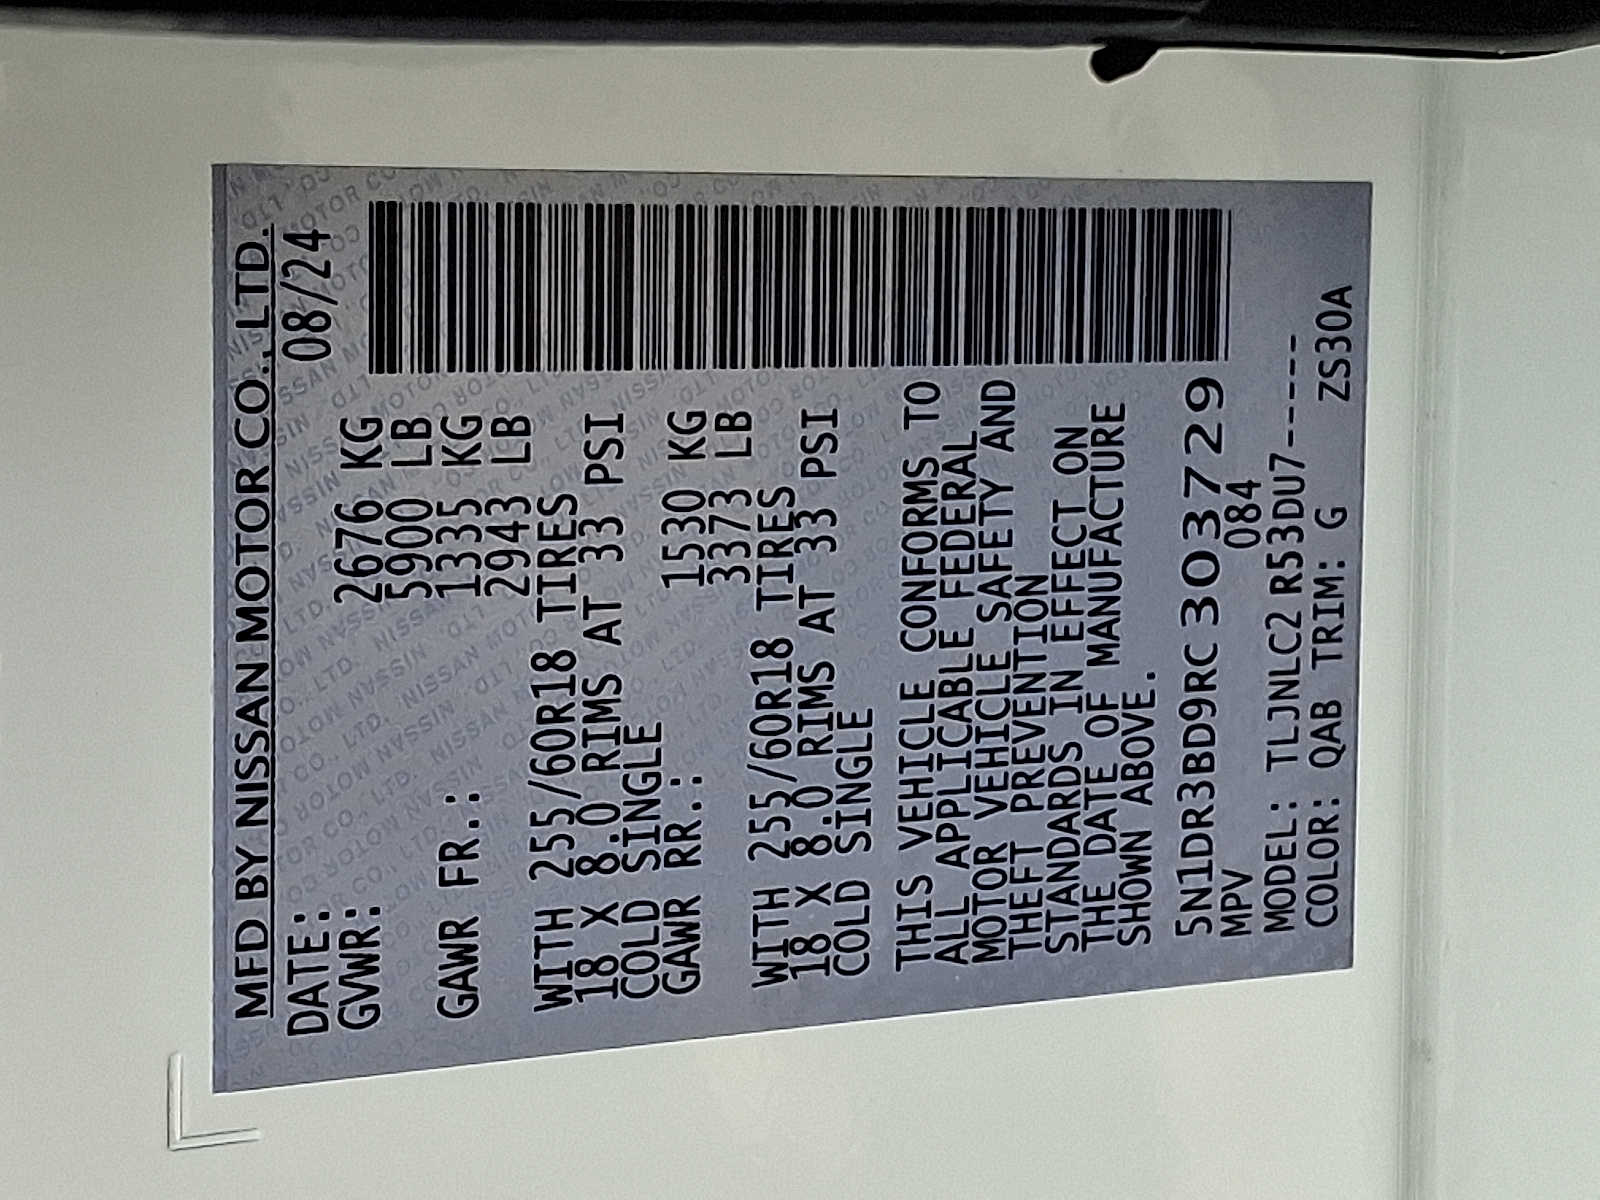 MFD BY NISSAN MOTOR CO., LTD.
DATE: 08/24
GVWR: 2676 KG
5900 LB
GAWR FR.: 1335 KG
2943 LB
WITH 255/60R18 TIRES
18 X 8.0 RIMS AT 33 PSI
COLD SINGLE
GAWR RR.: 1530 KG
3373 LB
WITH 255/60R18 TIRES
18 X 8.0 RIMS AT 33 PSI
COLD SINGLE
THIS VEHICLE CONFORMS TO
ALL APPLICABLE FEDERAL
MOTOR VEHICLE SAFETY AND
THEFT PREVENTION
STANDARDS IN EFFECT ON
THE DATE OF MANUFACTURE
SHOWN ABOVE.
5N1DR3BD9RC303729
MPV 084
MODEL: TLJNLC2 R53DU7-----
COLOR: QAB TRIM: G ZS30A